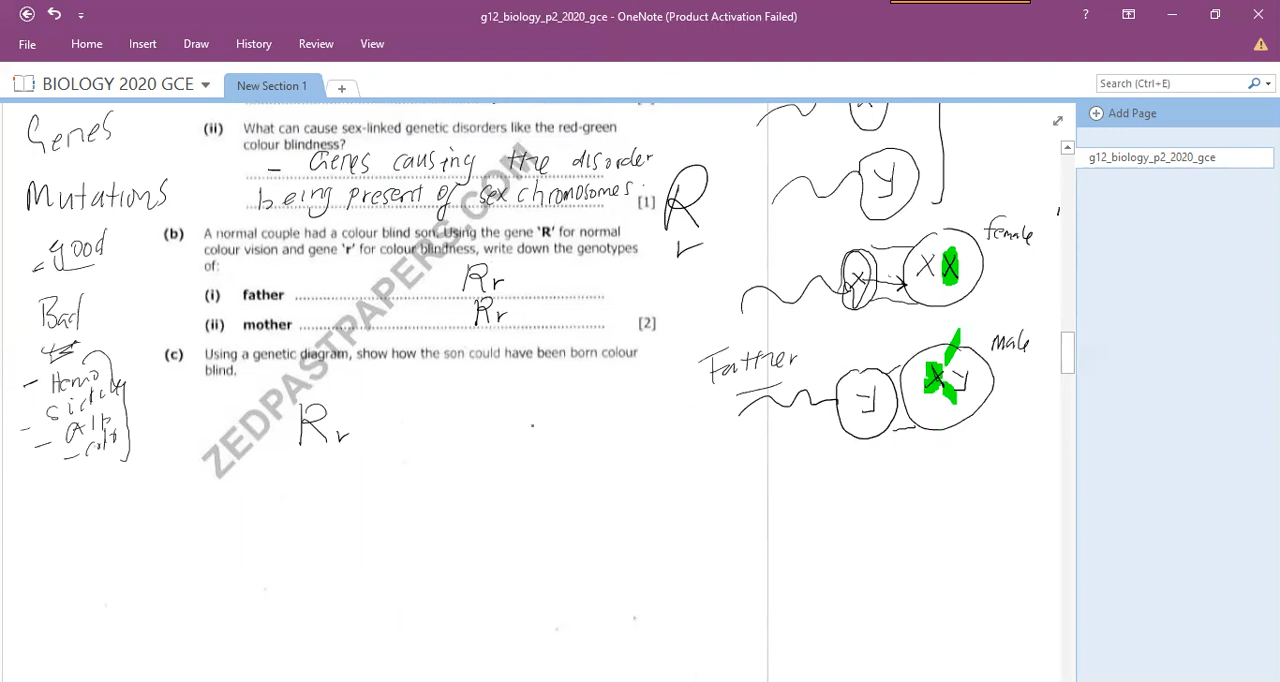 g12_biology_p2_2020_gce - OneNote (Product Activation Failed)
File Home Insert Draw History Review View
BIOLOGY 2020 GCE New Section 1
Search (Ctrl+E)
Add Page
g12_biology_p2_2020_gce
Genes
Mutations
good
Bad
- Hemo
(ii) What can cause sex-linked genetic disorders like the red-green
colour blindness?
- Genes causing the disorder
being present of sex chromosomes. [1]
R
r
(b) A normal couple had a colour blind son. Using the gene 'R' for normal
colour vision and gene 'r' for colour blindness, write down the genotypes
of:
(i) father Rr
(ii) mother Rr [2]
(c) Using a genetic diagram, show how the son could have been born colour
blind.
Rr
ZEDPASTPAPERS.COM
y
female
X X X
male
Father
y X y